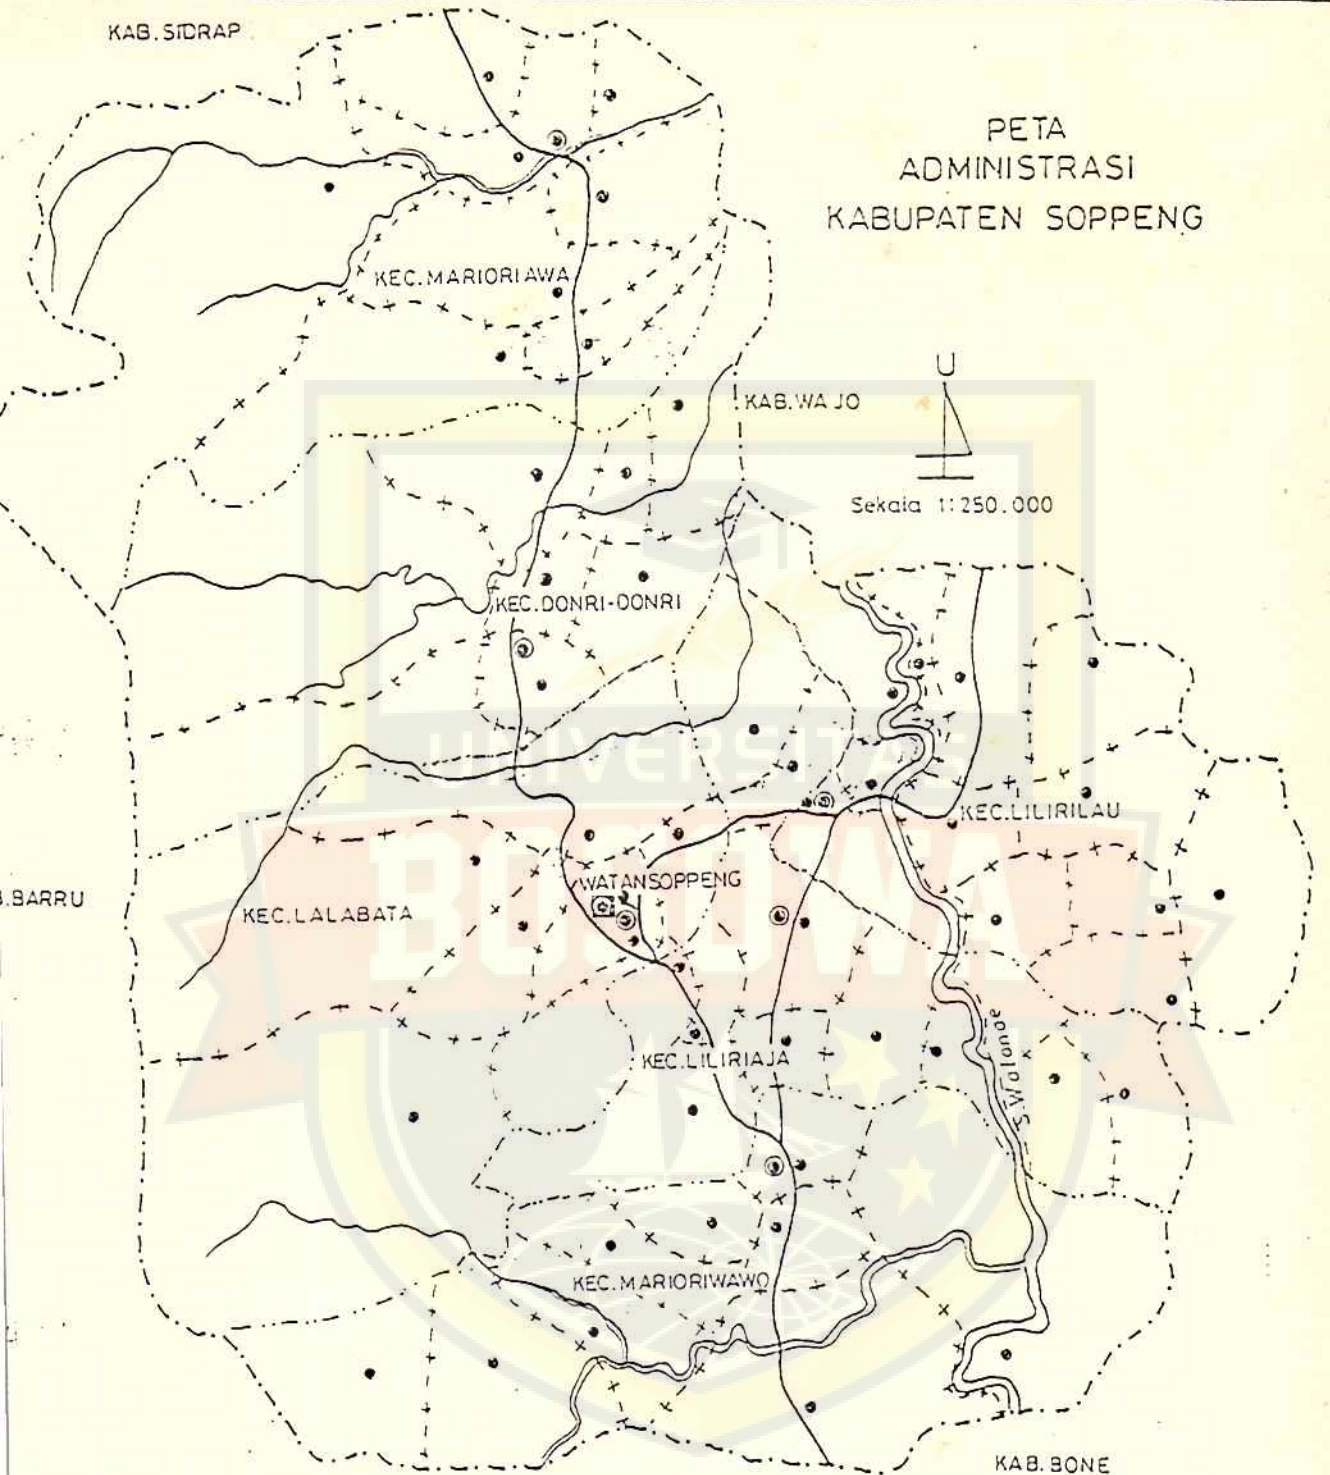 KAB.SIDRAP
PETA
ADMINISTRASI
KABUPATEN SOPPENG
KEC.MARIORIAWA
U
KAB.WAJO
Sekala 1:250.000
KEC.DONRI-DONRI
UNIVERSITAS
KEC.LILIRILAU
BOSOWA
WATANSOPPENG
.BARRU
KEC.LALABATA
KEC.LILIRIAJA
S.Walanae
KEC.MARIORIWAWO
KAB.BONE